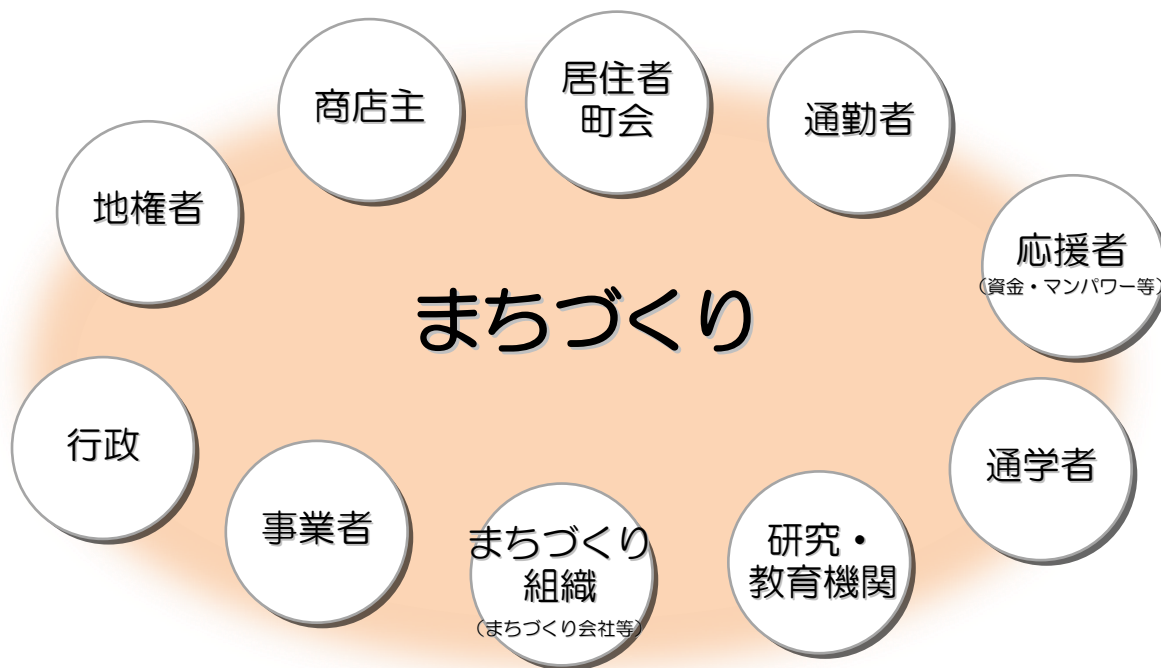 商店主
居住者
町会
通勤者
地権者
応援者
（資金・マンパワー等）
まちづくり
行政
通学者
事業者
まちづくり
組織
（まちづくり会社等）
研究・
教育機関